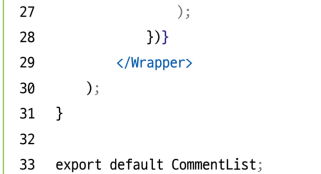 27                );
28            })}
29        </Wrapper>
30    );
31 }
32
33 export default CommentList;